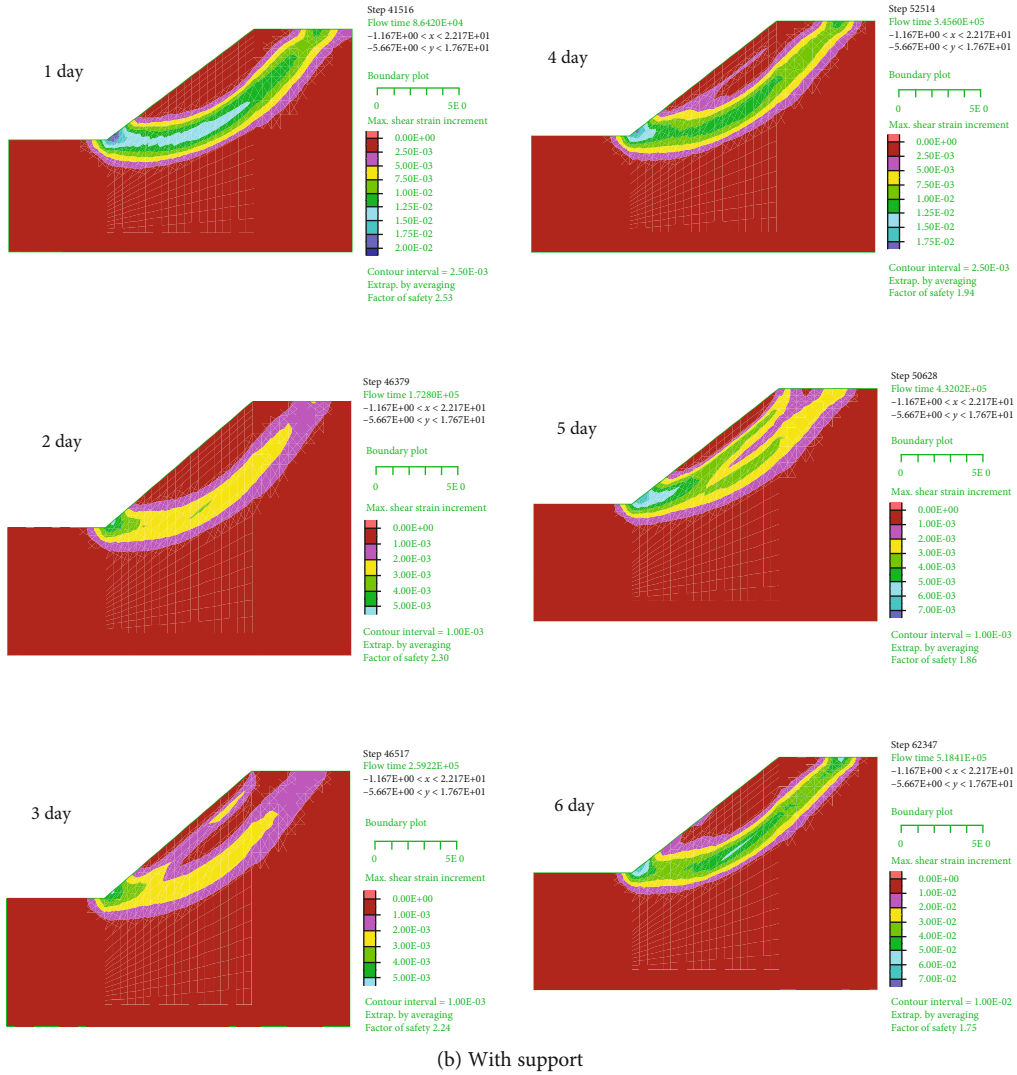 1 day
Step 41516
Flow time 8.6420E+04
−1.167E+00 < x < 2.217E+01
−5.667E+00 < y < 1.767E+01
Boundary plot
0 5E 0
Max. shear strain increment
0.00E+00
2.50E-03
5.00E-03
7.50E-03
1.00E-02
1.25E-02
1.50E-02
1.75E-02
2.00E-02
Contour interval = 2.50E-03
Extrap. by averaging
Factor of safety 2.53
4 day
Step 52514
Flow time 3.4560E+05
−1.167E+00 < x < 2.217E+01
−5.667E+00 < y < 1.767E+01
Boundary plot
0 5E 0
Max. shear strain increment
0.00E+00
2.50E-03
5.00E-03
7.50E-03
1.00E-02
1.25E-02
1.50E-02
1.75E-02
Contour interval = 2.50E-03
Extrap. by averaging
Factor of safety 1.94
2 day
Step 46379
Flow time 1.7280E+05
−1.167E+00 < x < 2.217E+01
−5.667E+00 < y < 1.767E+01
Boundary plot
0 5E 0
Max. shear strain increment
0.00E+00
1.00E-03
2.00E-03
3.00E-03
4.00E-03
5.00E-03
Contour interval = 1.00E-03
Extrap. by averaging
Factor of safety 2.30
5 day
Step 50628
Flow time 4.3202E+05
−1.167E+00 < x < 2.217E+01
−5.667E+00 < y < 1.767E+01
Boundary plot
0 5E 0
Max. shear strain increment
0.00E+00
1.00E-03
2.00E-03
3.00E-03
4.00E-03
5.00E-03
6.00E-03
7.00E-03
Contour interval = 1.00E-03
Extrap. by averaging
Factor of safety 1.86
3 day
Step 46517
Flow time 2.5922E+05
−1.167E+00 < x < 2.217E+01
−5.667E+00 < y < 1.767E+01
Boundary plot
0 5E 0
Max. shear strain increment
0.00E+00
1.00E-03
2.00E-03
3.00E-03
4.00E-03
5.00E-03
Contour interval = 1.00E-03
Extrap. by averaging
Factor of safety 2.24
6 day
Step 62347
Flow time 5.1841E+05
−1.167E+00 < x < 2.217E+01
−5.667E+00 < y < 1.767E+01
Boundary plot
0 5E 0
Max. shear strain increment
0.00E+00
1.00E-02
2.00E-02
3.00E-02
4.00E-02
5.00E-02
6.00E-02
7.00E-02
Contour interval = 1.00E-02
Extrap. by averaging
Factor of safety 1.75
(b) With support